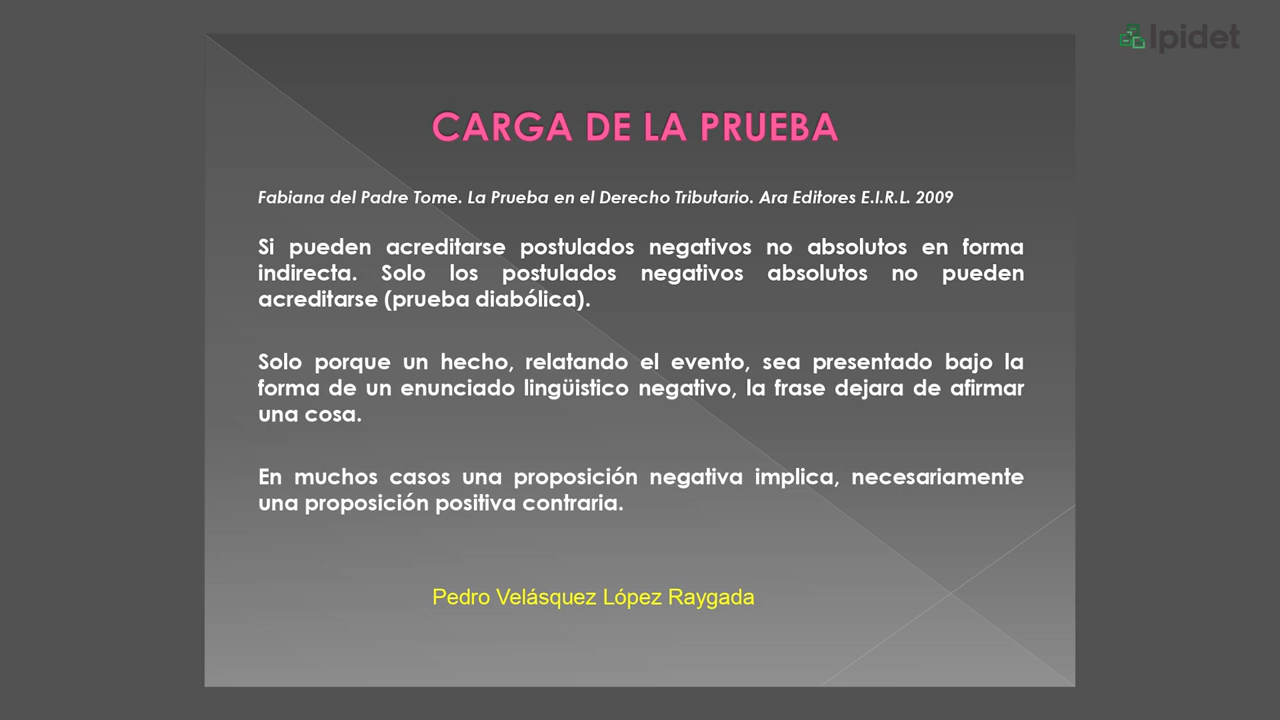 Ipidet
CARGA DE LA PRUEBA
Fabiana del Padre Tome. La Prueba en el Derecho Tributario. Ara Editores E.I.R.L. 2009
Si pueden acreditarse postulados negativos no absolutos en forma
indirecta. Solo los postulados negativos absolutos no pueden
acreditarse (prueba diabólica).
Solo porque un hecho, relatando el evento, sea presentado bajo la
forma de un enunciado lingüistico negativo, la frase dejara de afirmar
una cosa.
En muchos casos una proposición negativa implica, necesariamente
una proposición positiva contraria.
Pedro Velásquez López Raygada